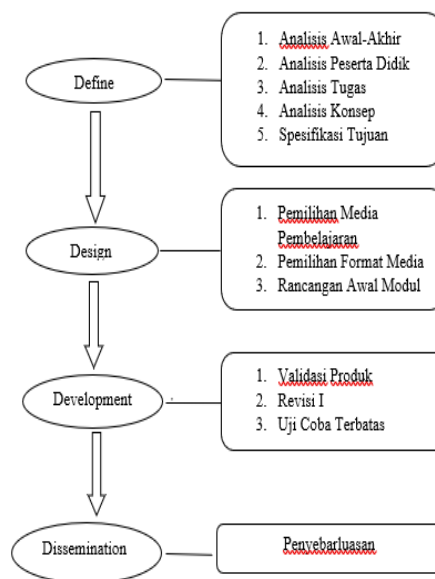 Define
1. Analisis Awal-Akhir
2. Analisis Peserta Didik
3. Analisis Tugas
4. Analisis Konsep
5. Spesifikasi Tujuan
Design
1. Pemilihan Media
Pembelajaran
2. Pemilihan Format Media
3. Rancangan Awal Modul
Development
1. Validasi Produk
2. Revisi I
3. Uji Coba Terbatas
Dissemination
Penyebarluasan